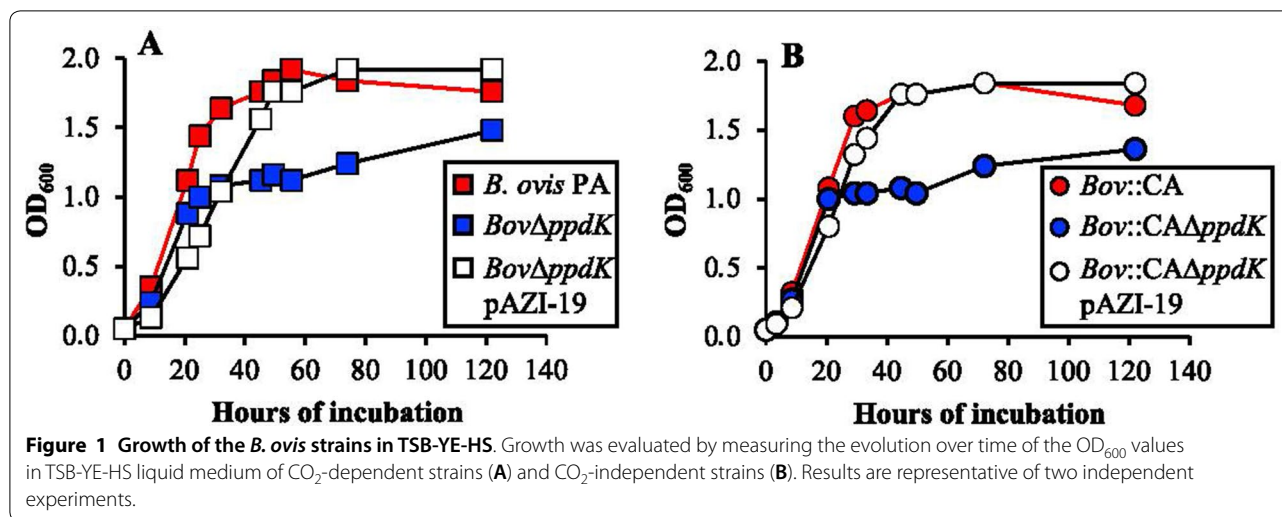 A
2.0
1.5
1.0
0.5
0.0
OD600
0 20 40 60 80 100 120 140
Hours of incubation
B. ovis PA
BovΔppdK
BovΔppdK
pAZI-19
B
2.0
1.5
1.0
0.5
0.0
OD600
0 20 40 60 80 100 120 140
Hours of incubation
Bov::CA
Bov::CAΔppdK
Bov::CAΔppdK
pAZI-19
Figure 1 Growth of the B. ovis strains in TSB-YE-HS. Growth was evaluated by measuring the evolution over time of the OD600 values
in TSB-YE-HS liquid medium of CO2-dependent strains (A) and CO2-independent strains (B). Results are representative of two independent
experiments.